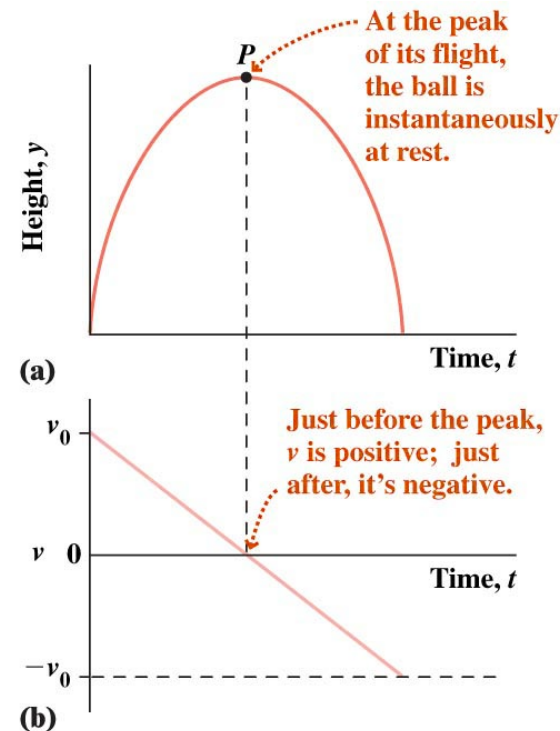 At the peak
of its flight,
the ball is
instantaneously
at rest.
P
Height, y
Time, t
(a)
v₀
Just before the peak,
v is positive; just
after, it's negative.
v 0
Time, t
−v₀
(b)